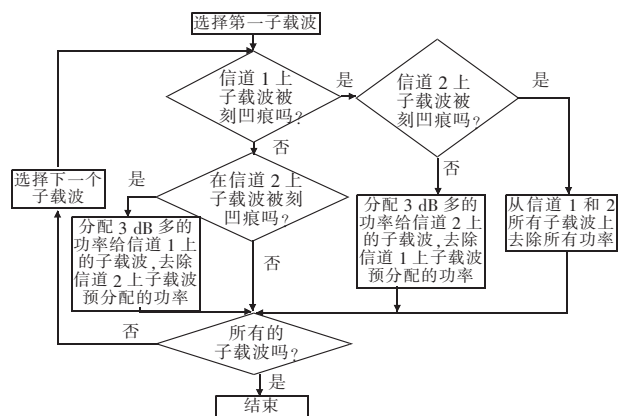 选择第一子载波
信道 1 上
子载波被
刻凹痕吗?
是
信道 2 上
子载波被
刻凹痕吗?
是
否
否
选择下一个
子载波
是
在信道 2 上
子载波被刻
凹痕吗?
分配 3 dB 多的
功率给信道 1 上
的子载波,去除
信道 2 上子载波
预分配的功率
否
分配 3 dB 多的
功率给信道 2 上
的子载波,去除
信道 1 上子载波
预分配的功率
从信道 1 和 2
所有子载波上
去除所有功率
否
所有的
子载波吗?
是
结束